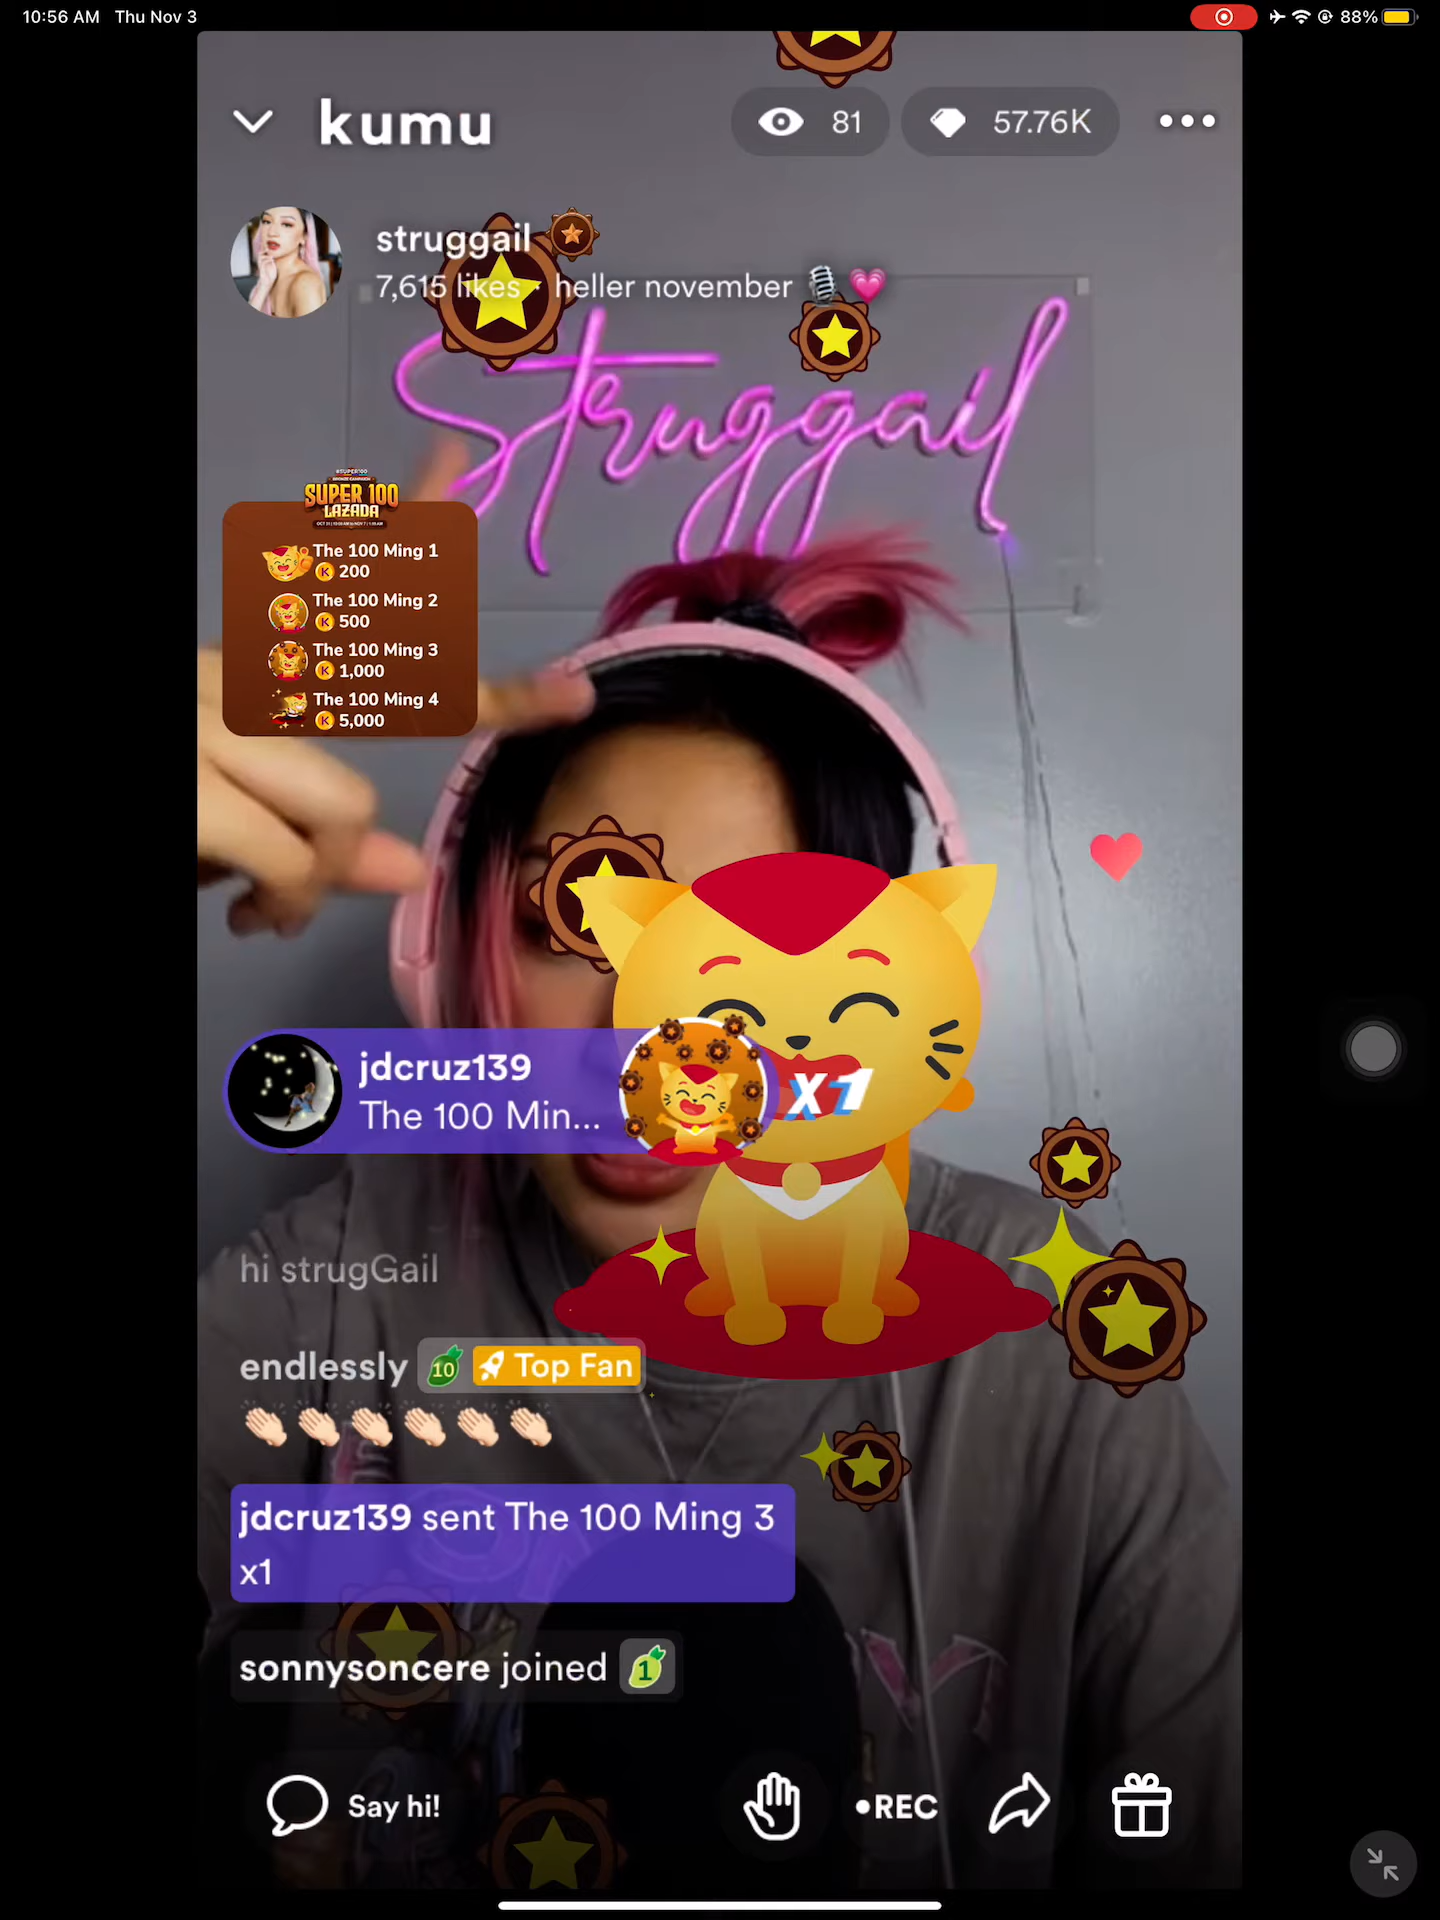 10:56 AM Thu Nov 3
88%
kumu
81
57.76K
struggail
7,615 likes · heller november
Struggail
#SUPER100
BRONZE CAMPAIGN
SUPER 100
LAZADA
The 100 Ming 1
K 200
The 100 Ming 2
K 500
The 100 Ming 3
K 1,000
The 100 Ming 4
K 5,000
jdcruz139
The 100 Min...
X1
hi strugGail
endlessly 10 Top Fan
jdcruz139 sent The 100 Ming 3
x1
sonnysoncere joined 1
Say hi!
•REC